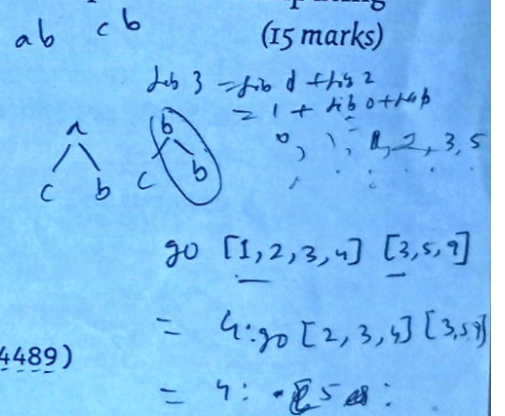 ab cb
(15 marks)
fib 3 = fib 1 + fib 2
= 1 + fib 0 + fib
0, 1, 1, 2, 3, 5
a b
c b c b
go [1,2,3,4] [3,5,9]
= 4:go [2,3,4] [3,5,9]
4489)
= 4: 5 :